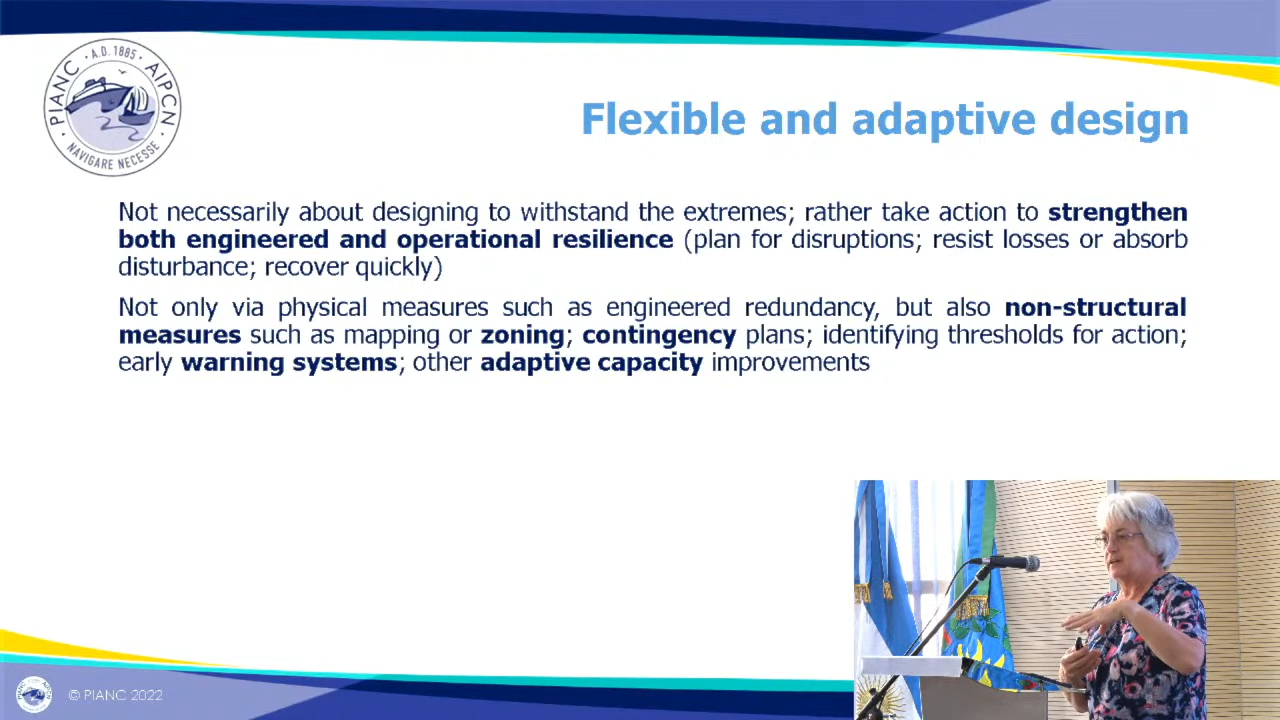 PIANC · A.D. 1885 · AIPCN
· NAVIGARE NECESSE ·
Flexible and adaptive design
Not necessarily about designing to withstand the extremes; rather take action to strengthen
both engineered and operational resilience (plan for disruptions; resist losses or absorb
disturbance; recover quickly)
Not only via physical measures such as engineered redundancy, but also non-structural
measures such as mapping or zoning; contingency plans; identifying thresholds for action;
early warning systems; other adaptive capacity improvements
© PIANC 2022